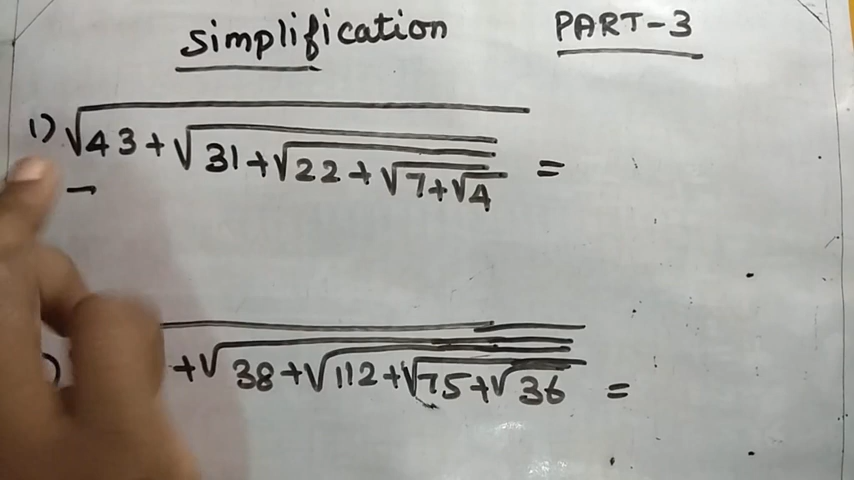 Simplification PART-3
1) √43+√31+√22+√7+√4 =
) +√38+√112+√75+√36 =